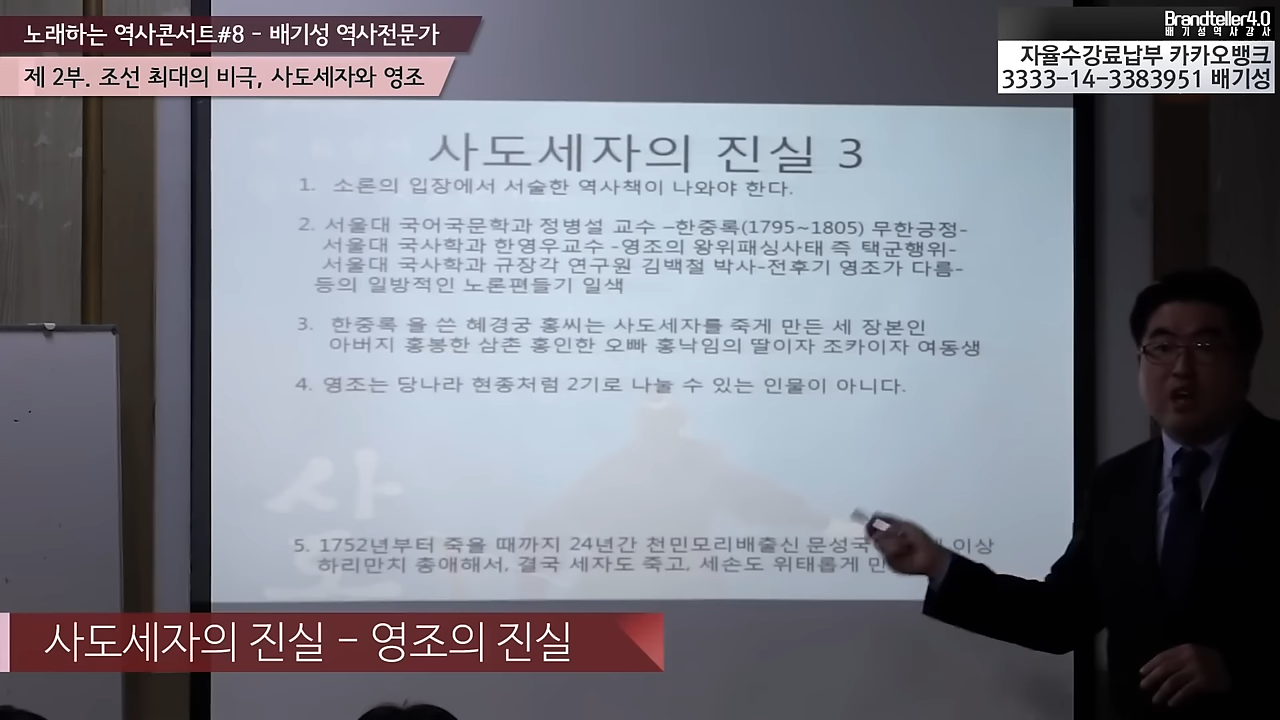 노래하는 역사콘서트#8 - 배기성 역사전문가
제 2부. 조선 최대의 비극, 사도세자와 영조
Brandteller4.0
배기성역사강사
자율수강료납부 카카오뱅크
3333-14-3383951 배기성
사도세자의 진실 3
1. 소론의 입장에서 서술한 역사책이 나와야 한다.
2. 서울대 국어국문학과 정병설 교수 –한중록(1795~1805) 무한긍정-
서울대 국사학과 한영우교수 -영조의 왕위패싱사태 즉 택군행위-
서울대 국사학과 규장각 연구원 김백철 박사-전후기 영조가 다름-
등의 일방적인 노론편들기 일색
3. 한중록 을 쓴 혜경궁 홍씨는 사도세자를 죽게 만든 세 장본인
아버지 홍봉한 삼촌 홍인한 오빠 홍낙임의 딸이자 조카이자 여동생
4. 영조는 당나라 현종처럼 2기로 나눌 수 있는 인물이 아니다.
사
도
5. 1752년부터 죽을 때까지 24년간 천민모리배출신 문성국 이상
하리만치 총애해서, 결국 세자도 죽고, 세손도 위태롭게 만
사도세자의 진실 - 영조의 진실